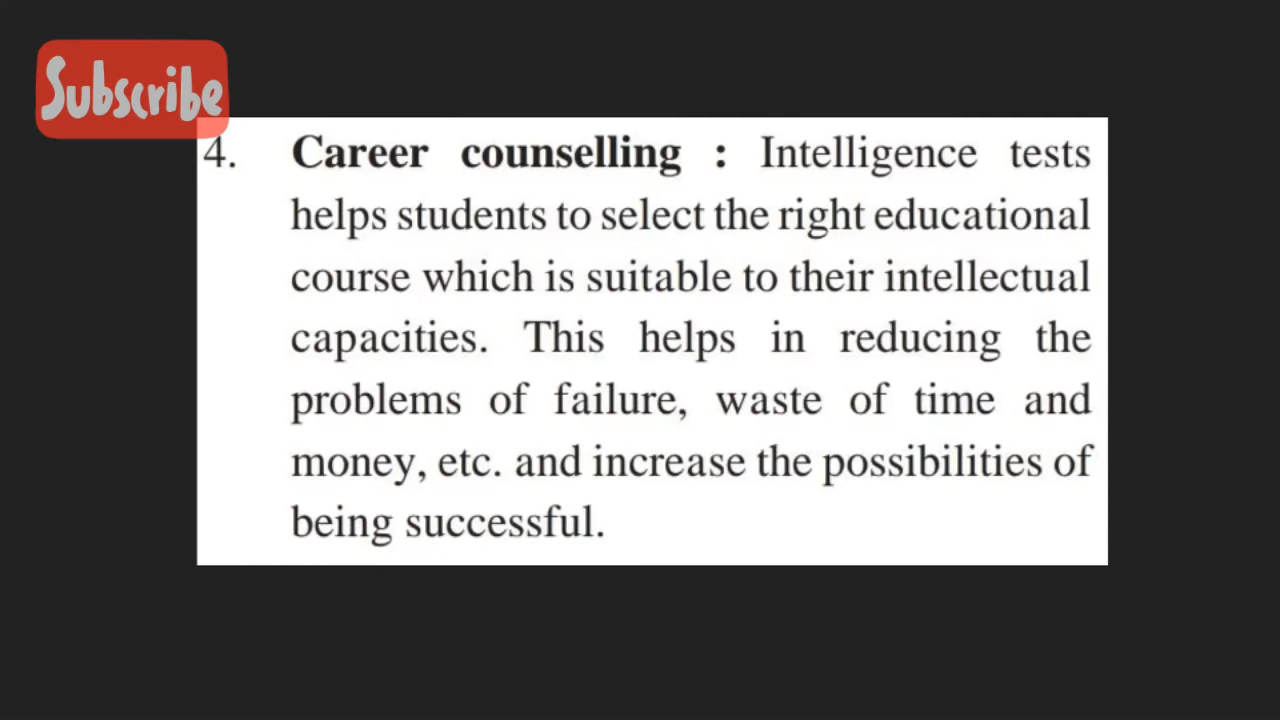 Subscribe
4. Career counselling : Intelligence tests
helps students to select the right educational
course which is suitable to their intellectual
capacities. This helps in reducing the
problems of failure, waste of time and
money, etc. and increase the possibilities of
being successful.